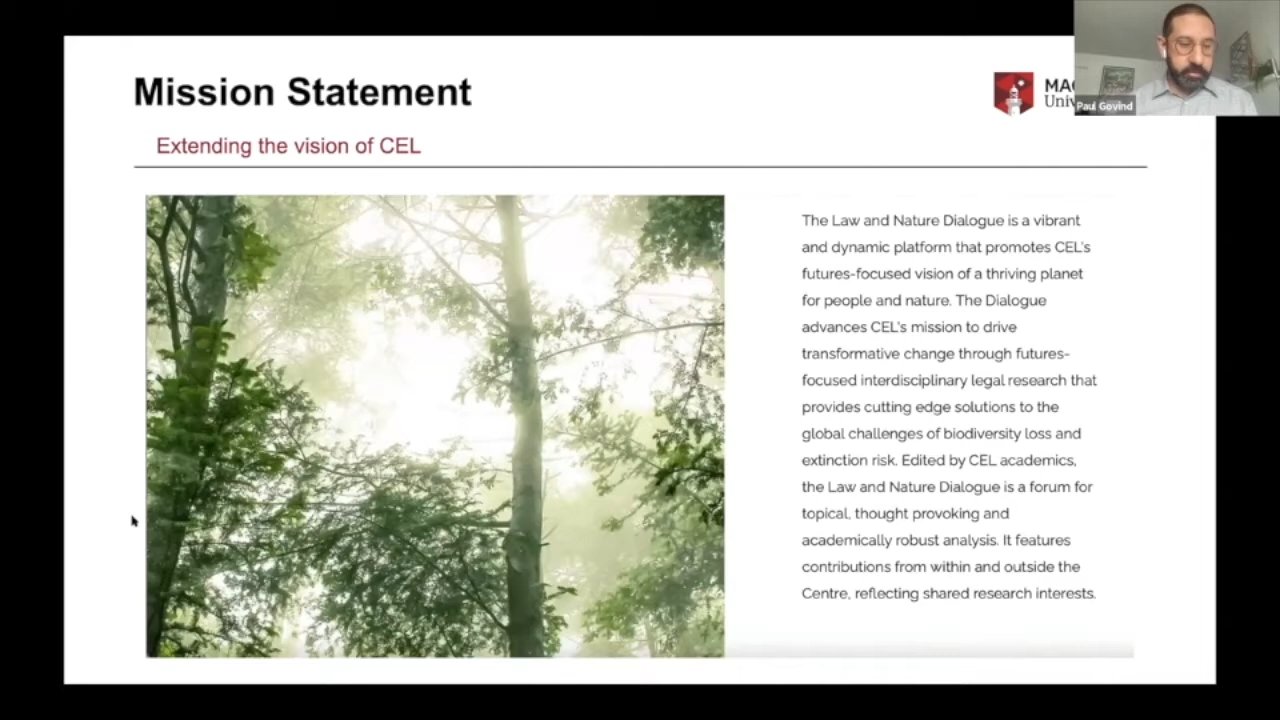 Mission Statement
Extending the vision of CEL
Paul Govind
The Law and Nature Dialogue is a vibrant
and dynamic platform that promotes CEL's
futures-focused vision of a thriving planet
for people and nature. The Dialogue
advances CEL's mission to drive
transformative change through futures-
focused interdisciplinary legal research that
provides cutting edge solutions to the
global challenges of biodiversity loss and
extinction risk. Edited by CEL academics,
the Law and Nature Dialogue is a forum for
topical, thought provoking and
academically robust analysis. It features
contributions from within and outside the
Centre, reflecting shared research interests.